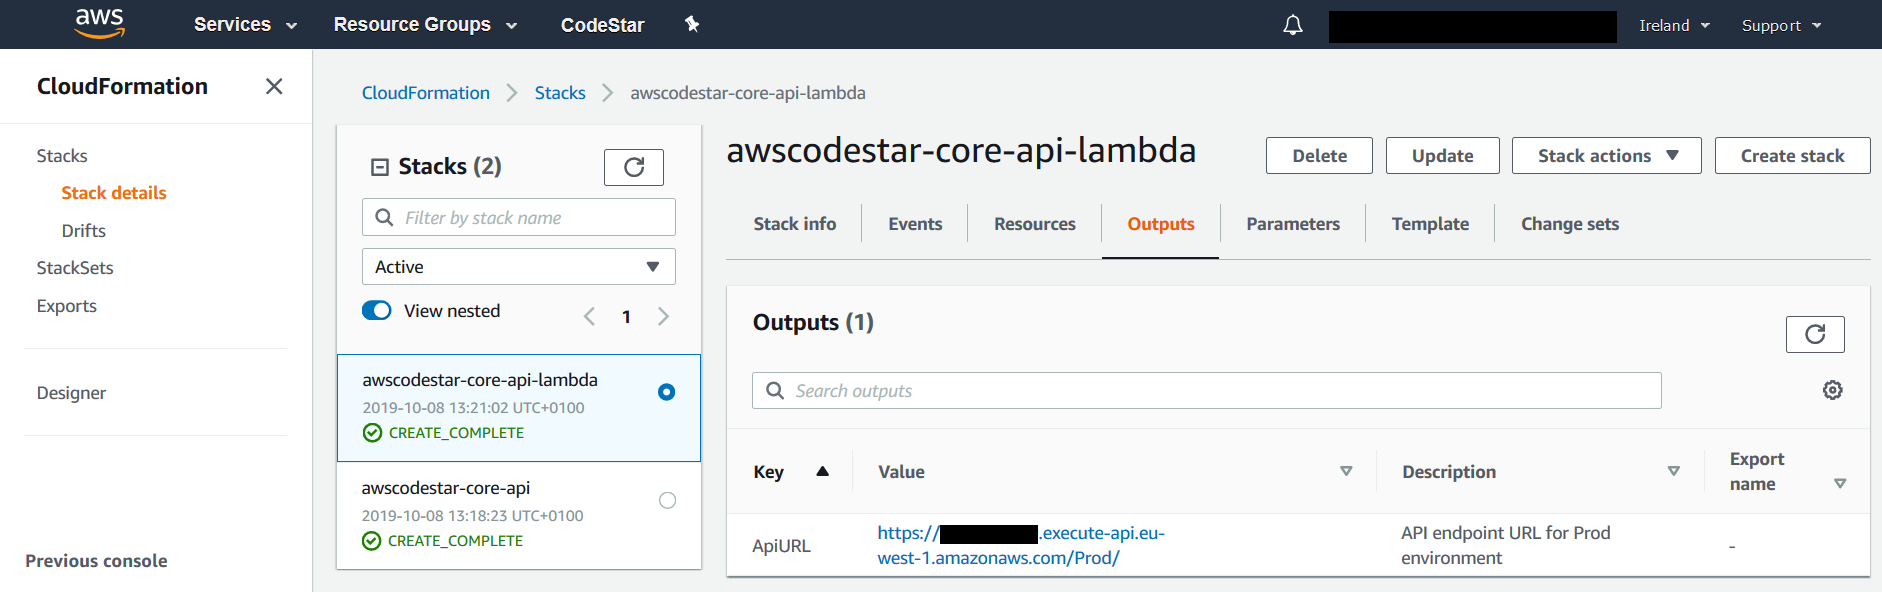 aws Services Resource Groups CodeStar Ireland Support
CloudFormation
Stacks
Stack details
Drifts
StackSets
Exports
Designer
Previous console
CloudFormation Stacks awscodestar-core-api-lambda
Stacks (2)
Filter by stack name
Active
View nested 1
awscodestar-core-api-lambda
2019-10-08 13:21:02 UTC+0100
CREATE_COMPLETE
awscodestar-core-api
2019-10-08 13:18:23 UTC+0100
CREATE_COMPLETE
awscodestar-core-api-lambda
Delete Update Stack actions Create stack
Stack info Events Resources Outputs Parameters Template Change sets
Outputs (1)
Search outputs
Key Value Description Export
name
ApiURL
https:// .execute-api.eu-
west-1.amazonaws.com/Prod/
API endpoint URL for Prod
environment
-